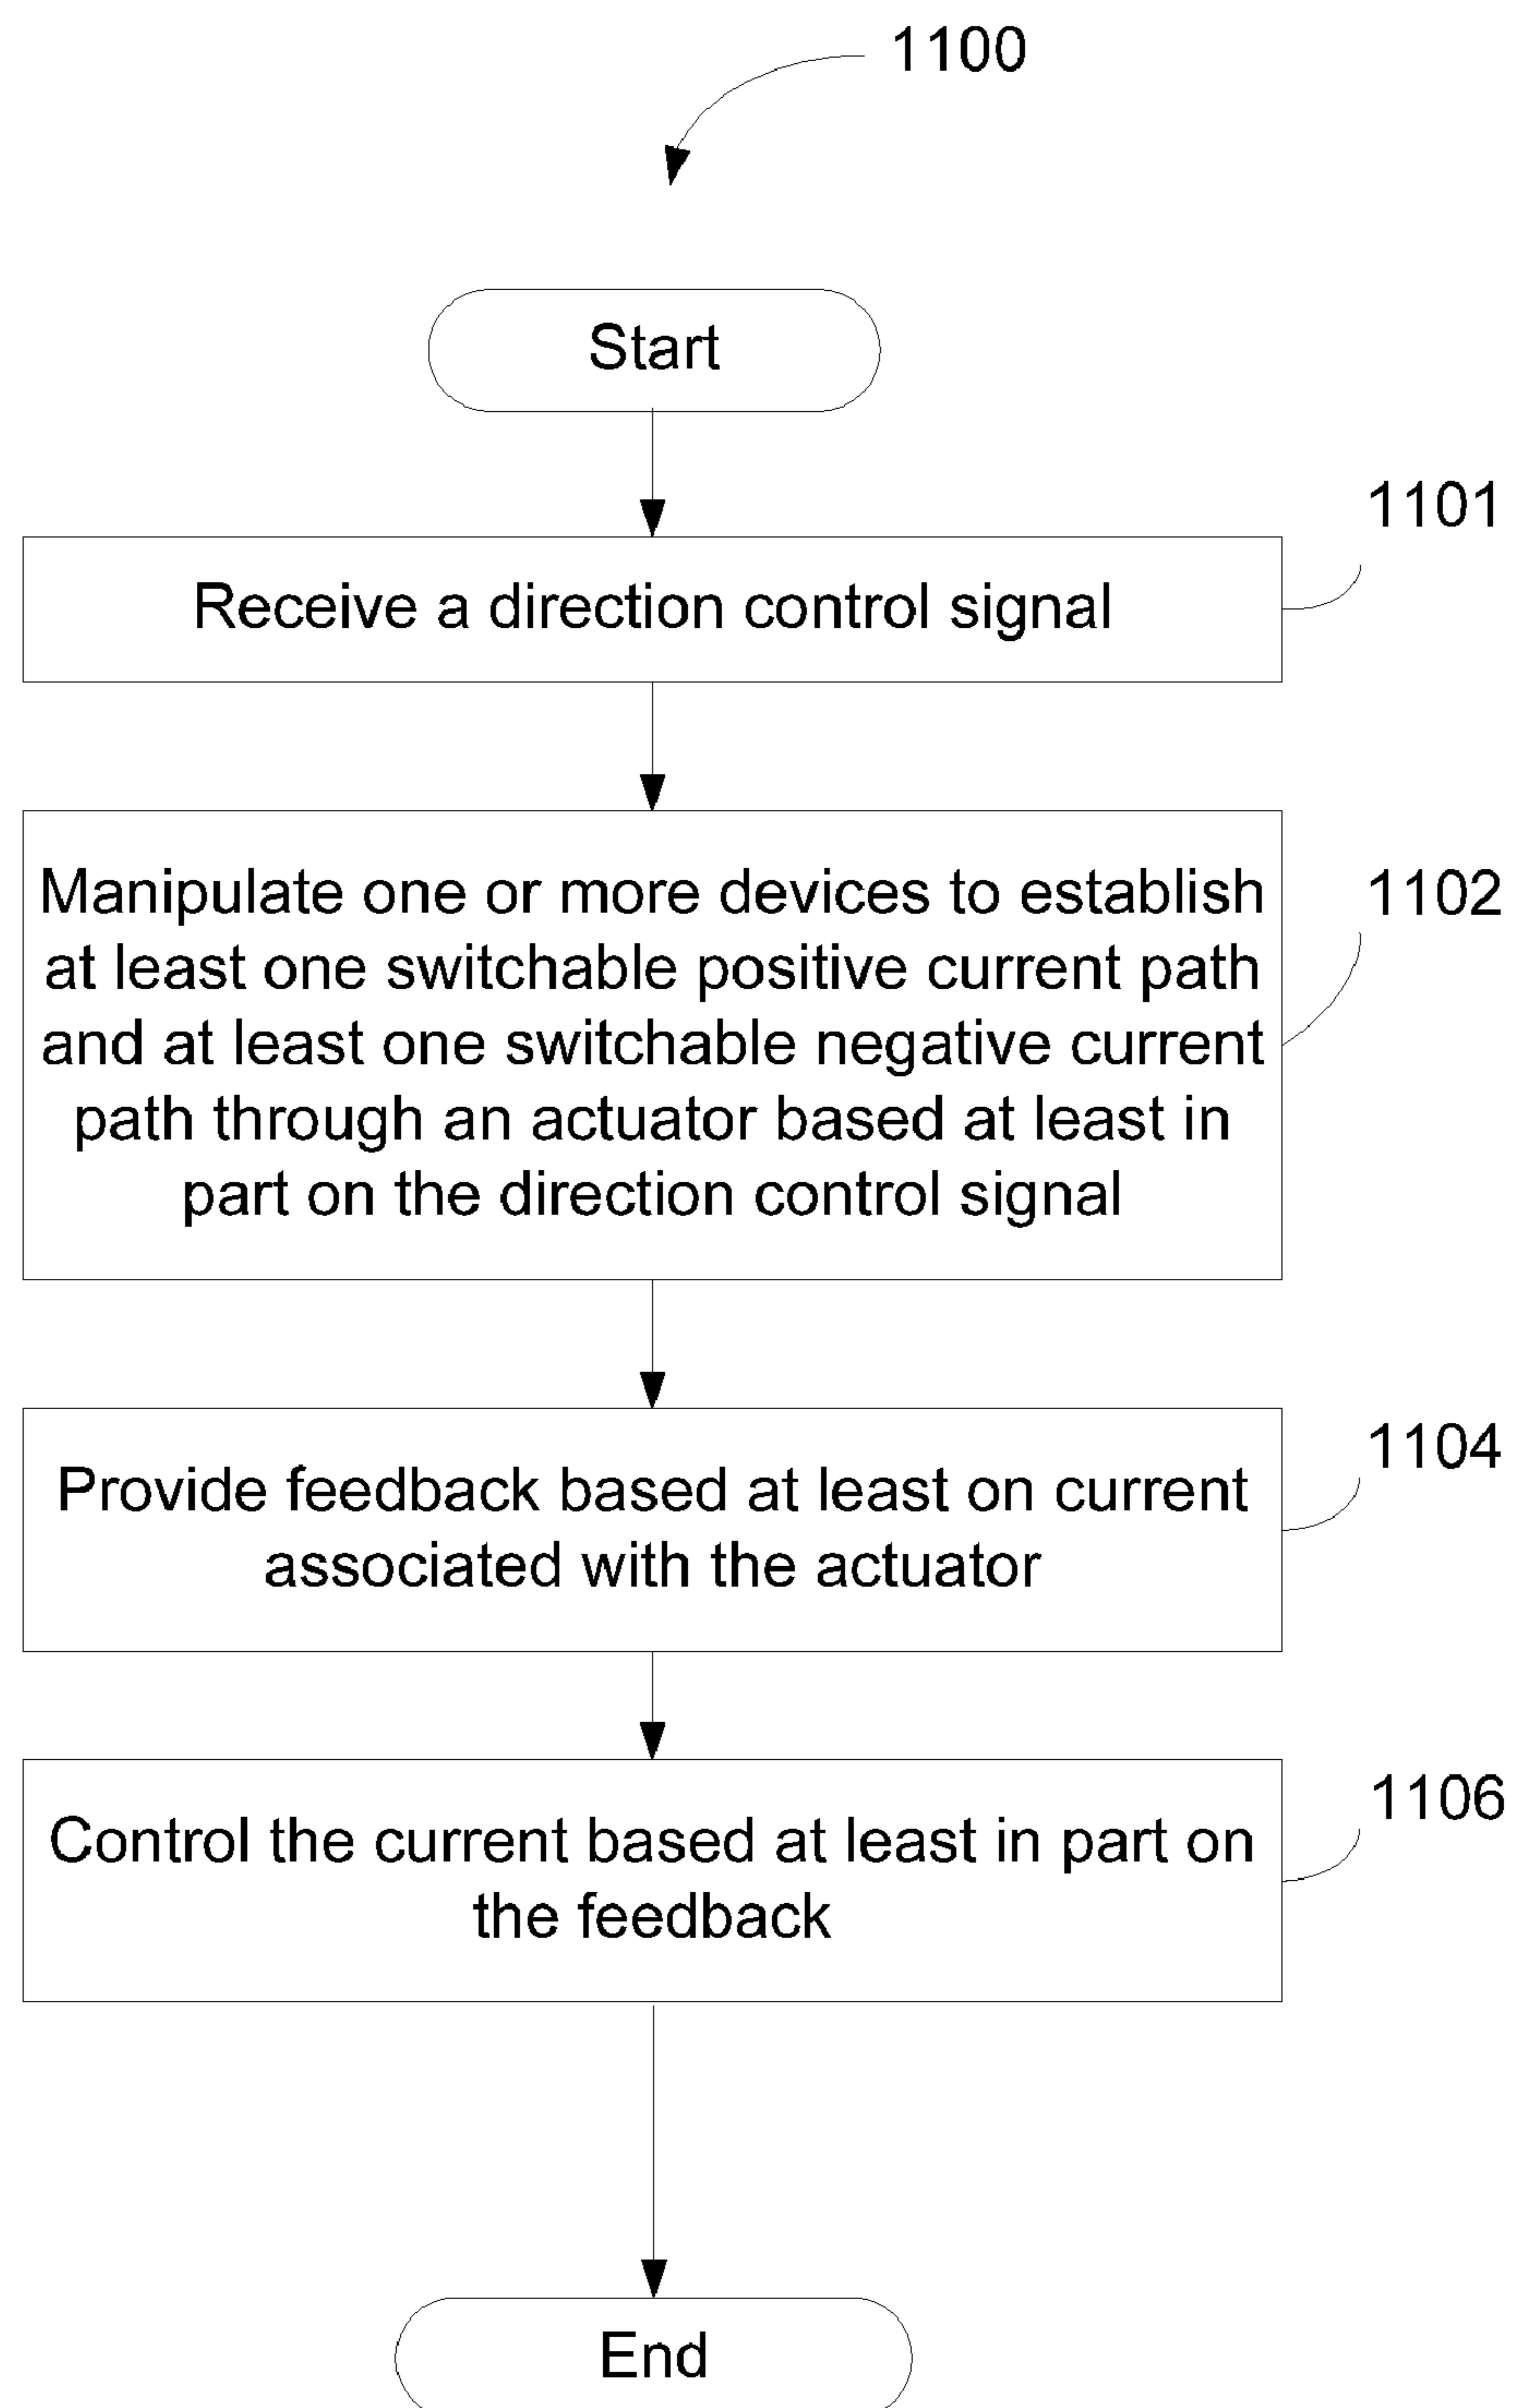 1100
Start
1101
Receive a direction control signal
1102
Manipulate one or more devices to establish
at least one switchable positive current path
and at least one switchable negative current
path through an actuator based at least in
part on the direction control signal
1104
Provide feedback based at least on current
associated with the actuator
1106
Control the current based at least in part on
the feedback
End